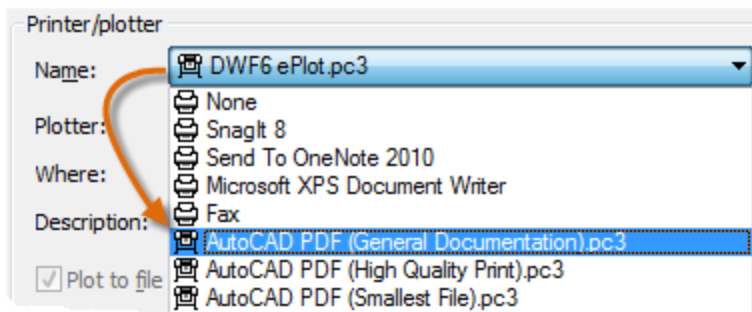 Printer/plotter
Name: DWF6 ePlot.pc3
None
Plotter: SnagIt 8
Send To OneNote 2010
Where: Microsoft XPS Document Writer
Description: Fax
AutoCAD PDF (General Documentation).pc3
Plot to file AutoCAD PDF (High Quality Print).pc3
AutoCAD PDF (Smallest File).pc3